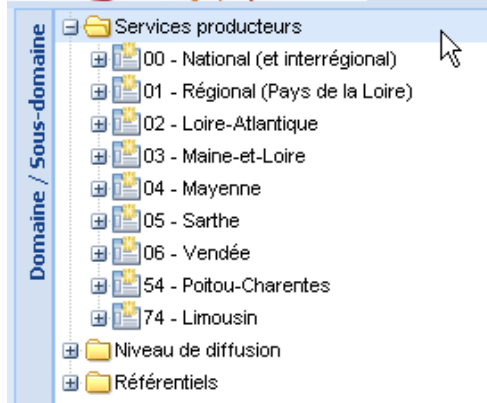 Domaine / Sous-domaine
Services producteurs
00 - National (et interrégional)
01 - Régional (Pays de la Loire)
02 - Loire-Atlantique
03 - Maine-et-Loire
04 - Mayenne
05 - Sarthe
06 - Vendée
54 - Poitou-Charentes
74 - Limousin
Niveau de diffusion
Référentiels